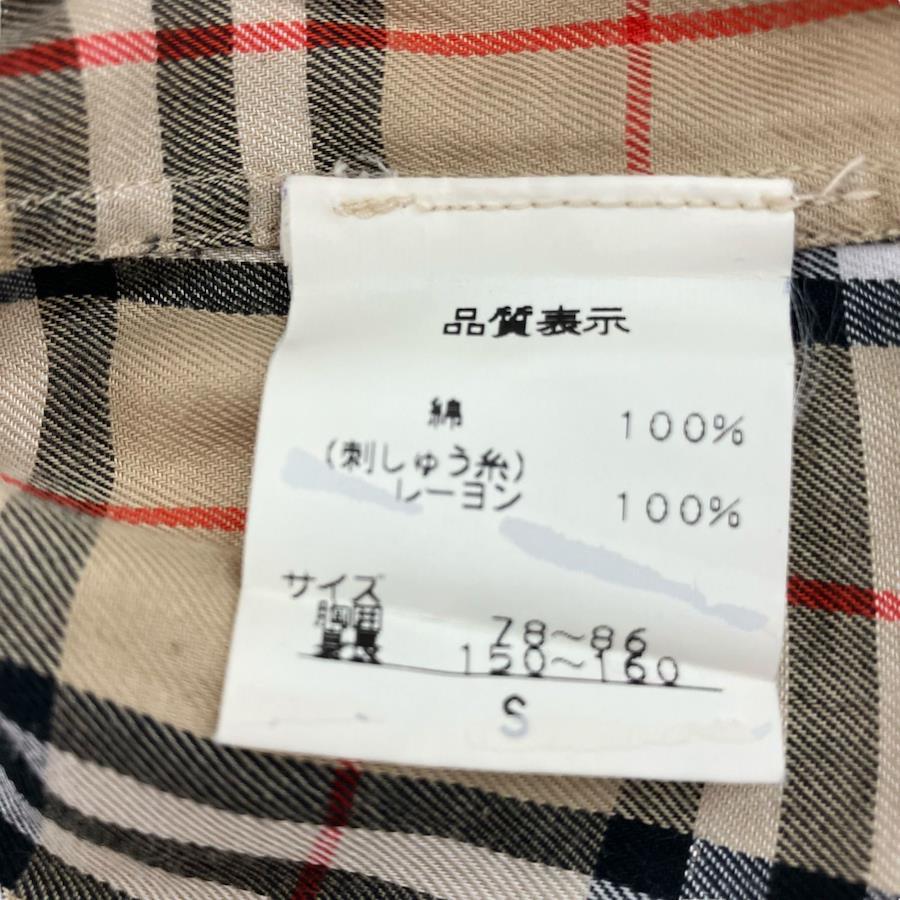 品質表示
綿 100%
(刺しゅう糸)
レーヨン 100%
サイズ
胸囲 78～86
身長 150～160
S